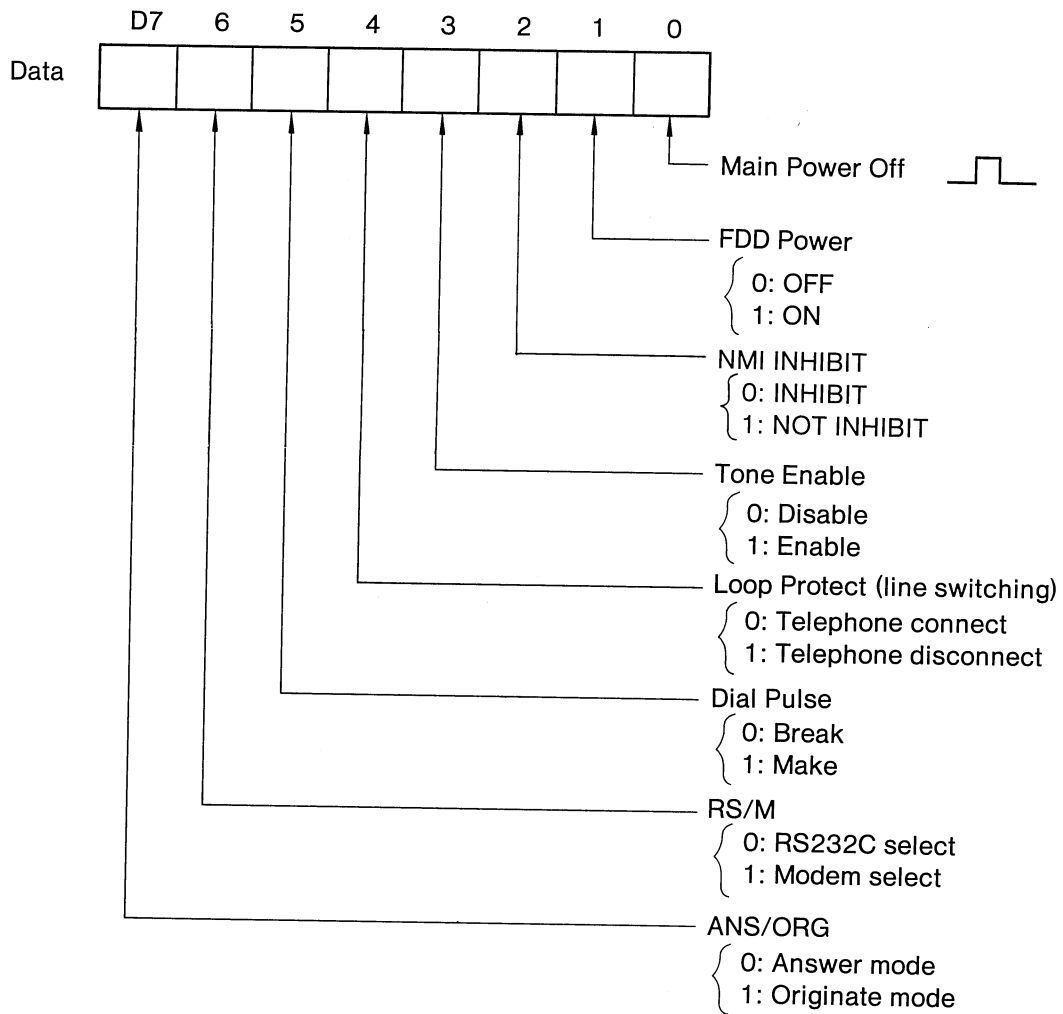 D7 6 5 4 3 2 1 0
Data
Main Power Off
FDD Power
0: OFF
1: ON
NMI INHIBIT
0: INHIBIT
1: NOT INHIBIT
Tone Enable
0: Disable
1: Enable
Loop Protect (line switching)
0: Telephone connect
1: Telephone disconnect
Dial Pulse
0: Break
1: Make
RS/M
0: RS232C select
1: Modem select
ANS/ORG
0: Answer mode
1: Originate mode